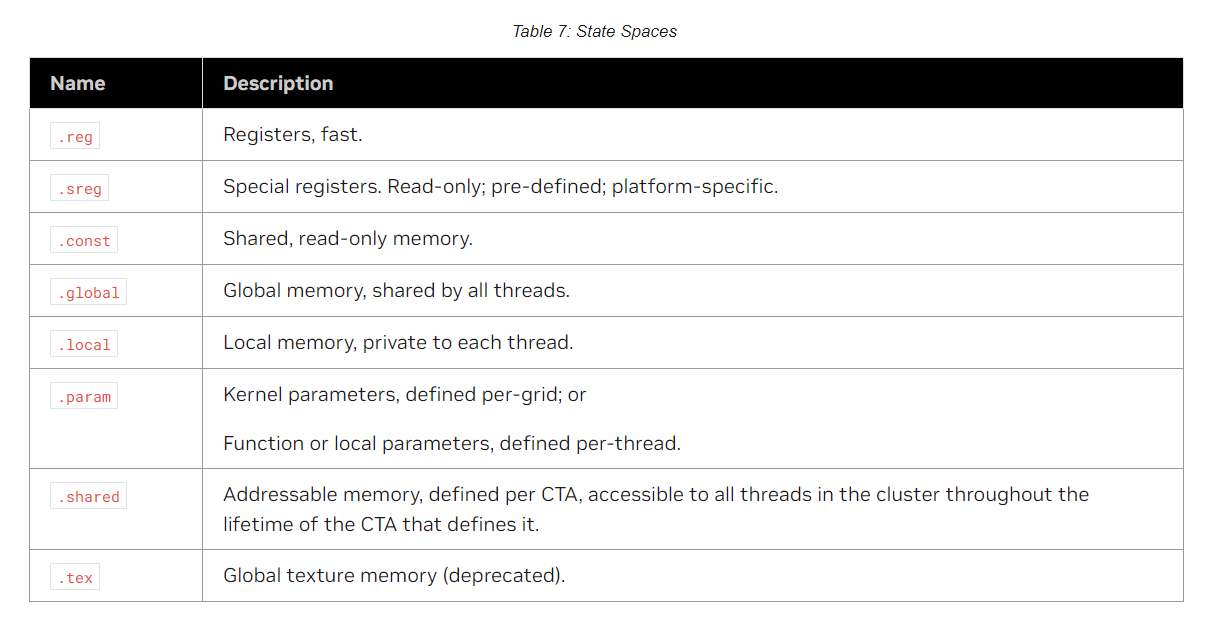 Table 7: State Spaces
Name Description
.reg Registers, fast.
.sreg Special registers. Read-only; pre-defined; platform-specific.
.const Shared, read-only memory.
.global Global memory, shared by all threads.
.local Local memory, private to each thread.
.param Kernel parameters, defined per-grid; or
Function or local parameters, defined per-thread.
.shared Addressable memory, defined per CTA, accessible to all threads in the cluster throughout the
lifetime of the CTA that defines it.
.tex Global texture memory (deprecated).